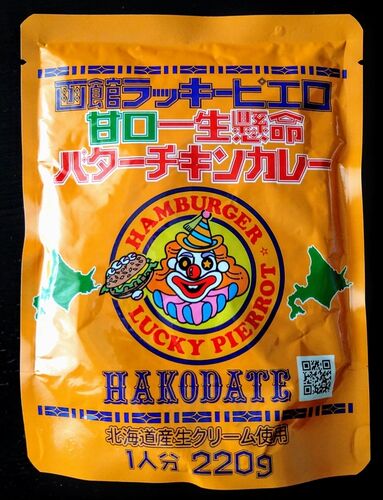 函館ラッキーピエロ
甘口一生懸命
バターチキンカレー
HAMBURGER
LUCKY PIERROT
HAKODATE
北海道産生クリーム使用
1人分 220g